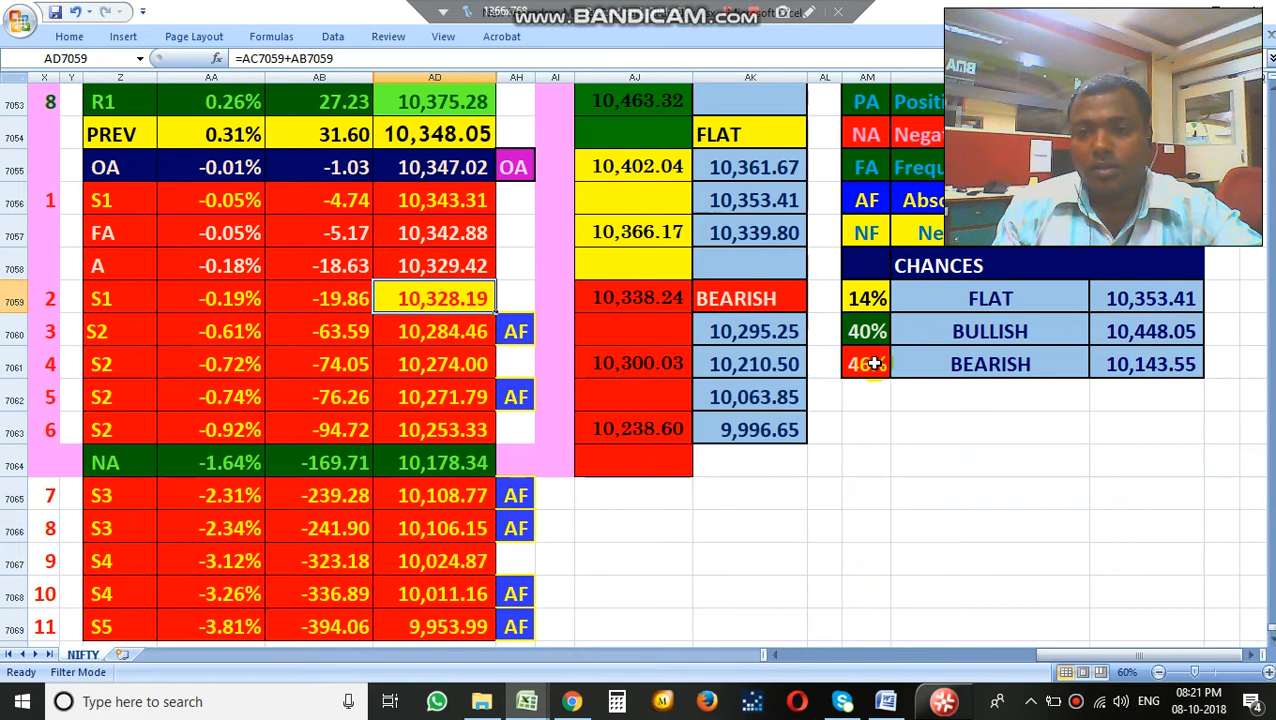 1366x768
Microsoft Excel
WWW.BANDICAM.COM
Home Insert Page Layout Formulas Data Review View Acrobat
AD7059 fx =AC7059+AB7059
X Y Z AA AB AD AH AI AJ AK AL AM
7053 8 R1 0.26% 27.23 10,375.28 10,463.32 PA Positi
7054 PREV 0.31% 31.60 10,348.05 FLAT NA Negat
7055 OA -0.01% -1.03 10,347.02 OA 10,402.04 10,361.67 FA Frequ
7056 1 S1 -0.05% -4.74 10,343.31 10,353.41 AF Abso
7057 FA -0.05% -5.17 10,342.88 10,366.17 10,339.80 NF Ne
7058 A -0.18% -18.63 10,329.42 CHANCES
7059 2 S1 -0.19% -19.86 10,328.19 10,338.24 BEARISH 14% FLAT 10,353.41
7060 3 S2 -0.61% -63.59 10,284.46 AF 10,295.25 40% BULLISH 10,448.05
7061 4 S2 -0.72% -74.05 10,274.00 10,300.03 10,210.50 46% BEARISH 10,143.55
7062 5 S2 -0.74% -76.26 10,271.79 AF 10,063.85
7063 6 S2 -0.92% -94.72 10,253.33 10,238.60 9,996.65
7064 NA -1.64% -169.71 10,178.34
7065 7 S3 -2.31% -239.28 10,108.77 AF
7066 8 S3 -2.34% -241.90 10,106.15 AF
7067 9 S4 -3.12% -323.18 10,024.87
7068 10 S4 -3.26% -336.89 10,011.16 AF
7069 11 S5 -3.81% -394.06 9,953.99 AF
NIFTY
Ready Filter Mode 60%
Type here to search ENG 08:21 PM
08-10-2018 4